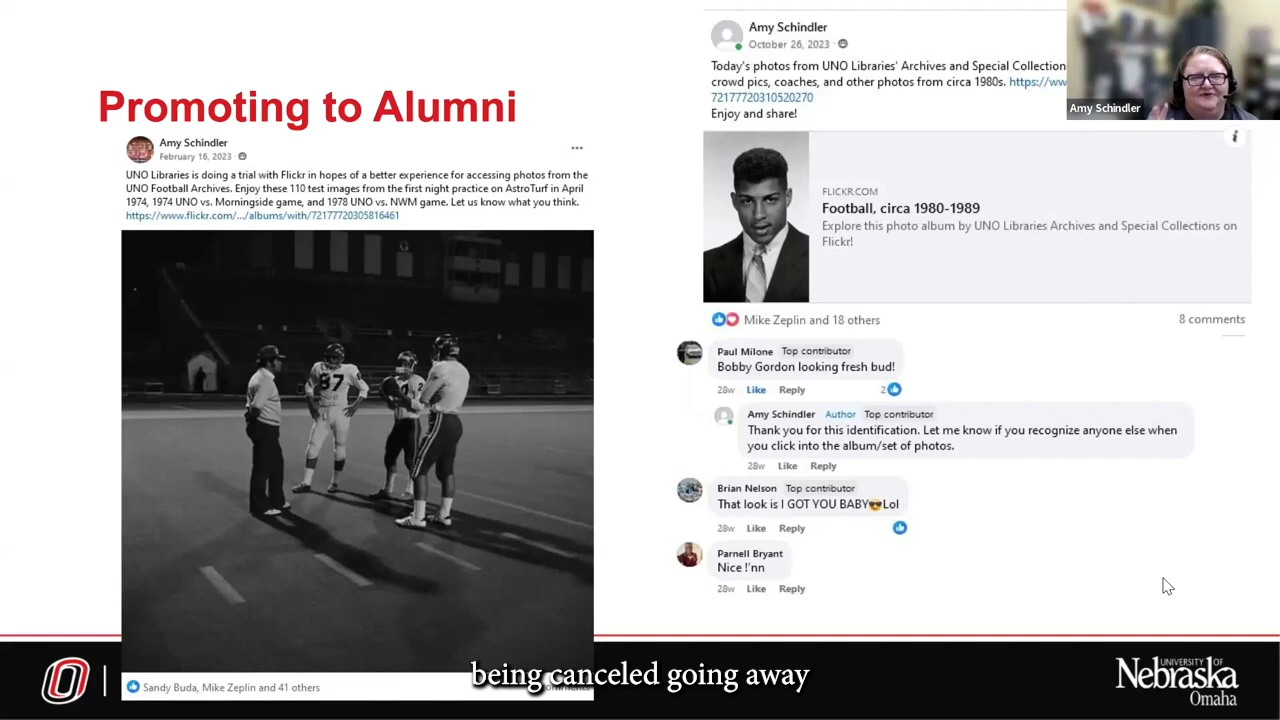 Promoting to Alumni
Amy Schindler
February 16, 2023
UNO Libraries is doing a trial with Flickr in hopes of a better experience for accessing photos from the
UNO Football Archives. Enjoy these 110 test images from the first night practice on AstroTurf in April
1974, 1974 UNO vs. Morningside game, and 1978 UNO vs. NWM game. Let us know what you think.
https://www.flickr.com/.../albums/with/72177720305816461
87
2
Sandy Buda, Mike Zeplin and 41 others
Amy Schindler
October 26, 2023
Today's photos from UNO Libraries' Archives and Special Collection
crowd pics, coaches, and other photos from circa 1980s. https://ww
72177720310520270
Enjoy and share!
FLICKR.COM
Football, circa 1980-1989
Explore this photo album by UNO Libraries Archives and Special Collections on
Flickr!
Mike Zeplin and 18 others 8 comments
Paul Milone Top contributor
Bobby Gordon looking fresh bud!
28w Like Reply 2
Amy Schindler Author Top contributor
Thank you for this identification. Let me know if you recognize anyone else when
you click into the album/set of photos.
28w Like Reply
Brian Nelson Top contributor
That look is I GOT YOU BABY😎Lol
28w Like Reply
Parnell Bryant
Nice !'nn
28w Like Reply
Amy Schindler
being canceled going away
O
UNIVERSITY OF
Nebraska
Omaha